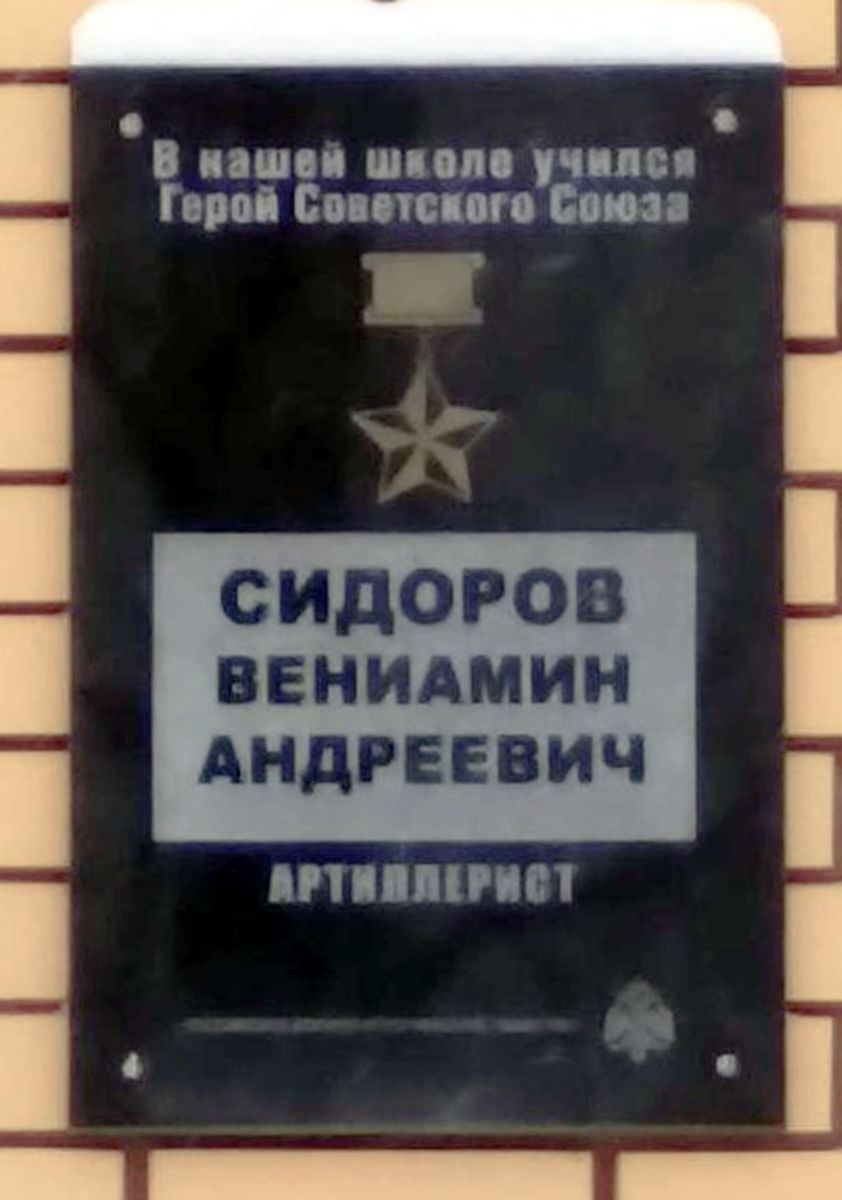 В нашей школе учился
Герой Советского Союза
СИДОРОВ
ВЕНИАМИН
АНДРЕЕВИЧ
АРТИЛЛЕРИСТ